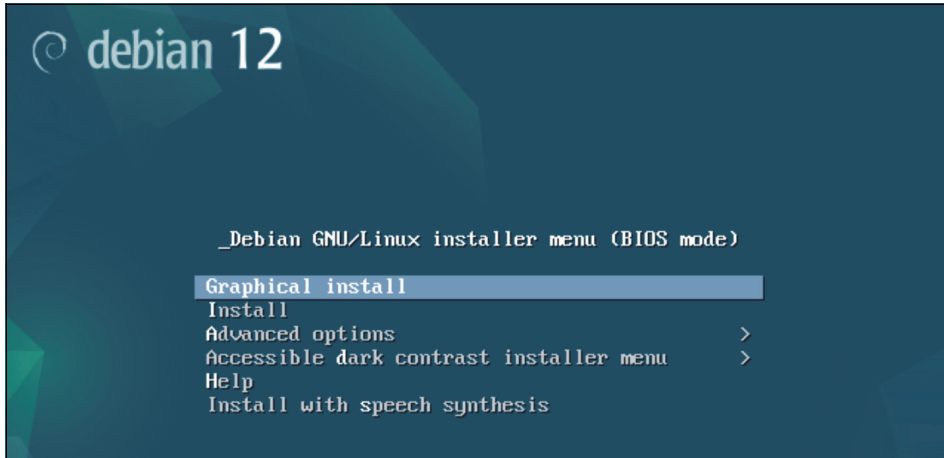 debian 12
_Debian GNU/Linux installer menu (BIOS mode)
Graphical install
Install
Advanced options >
Accessible dark contrast installer menu >
Help
Install with speech synthesis